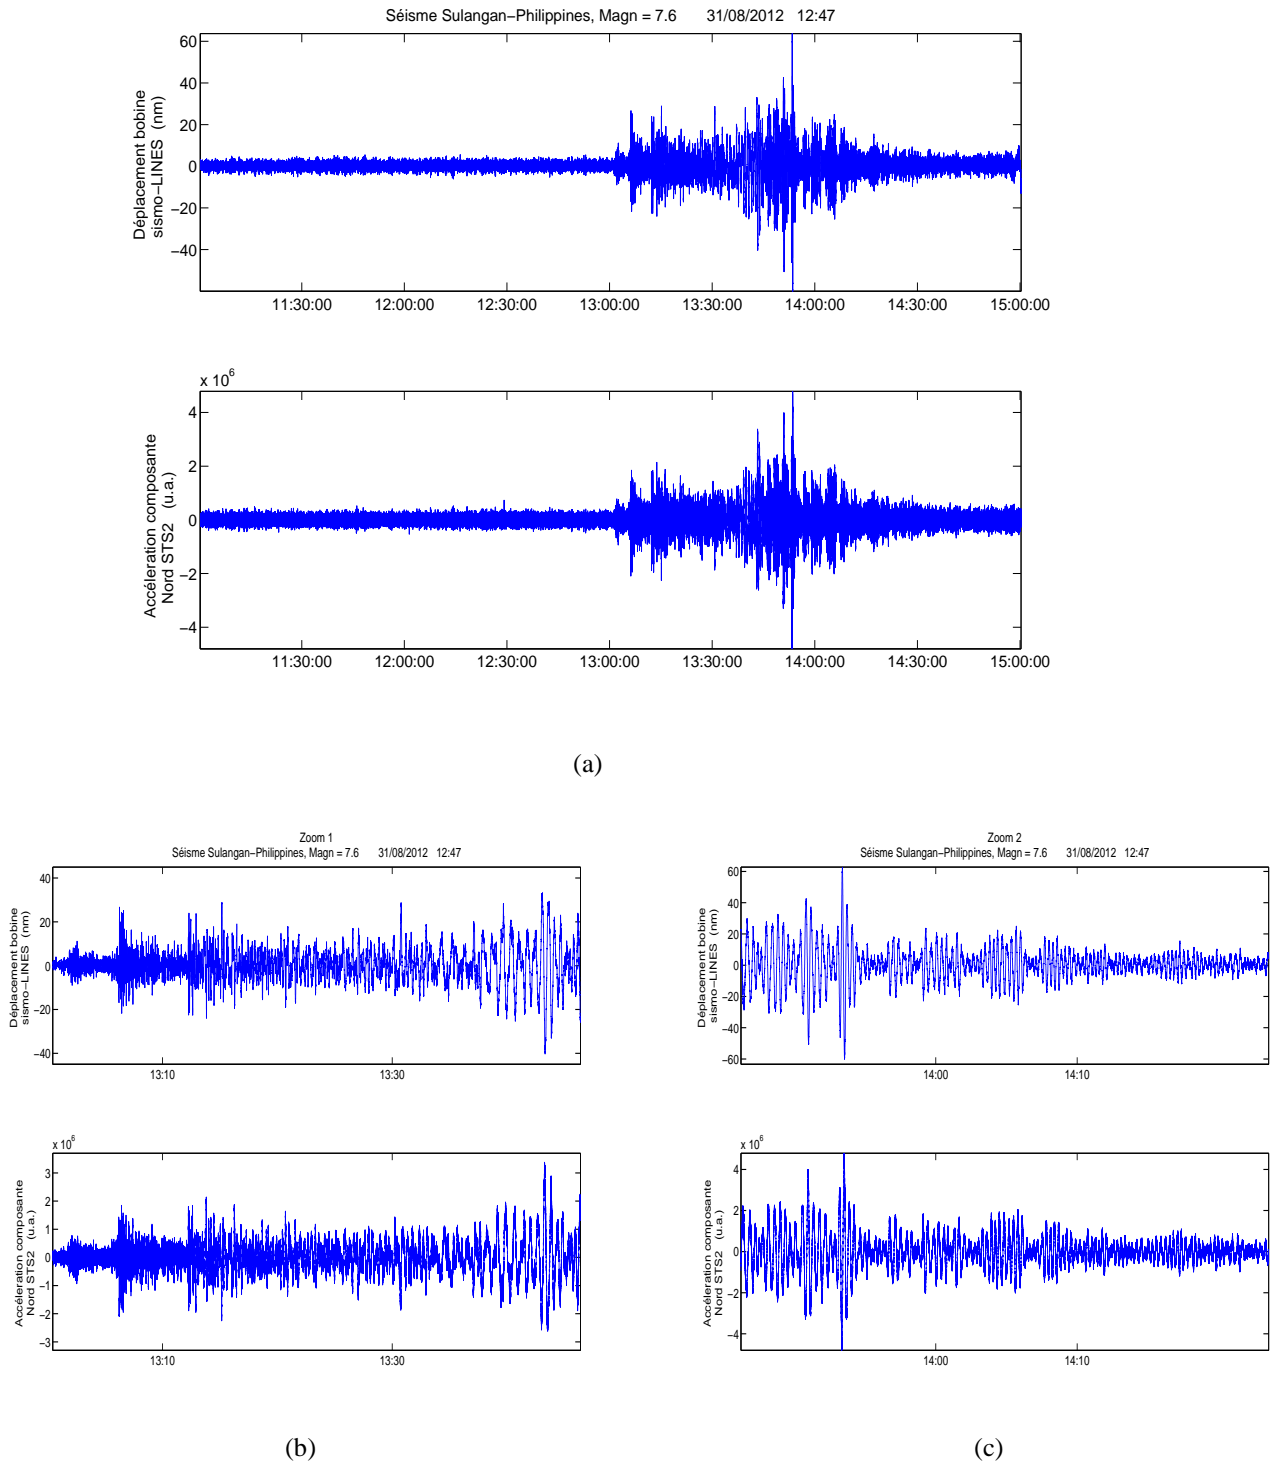 Séisme Sulangan−Philippines, Magn = 7.6 31/08/2012 12:47
Déplacement bobine
sismo−LINES (nm)
60
40
20
0
−20
−40
11:30:00 12:00:00 12:30:00 13:00:00 13:30:00 14:00:00 14:30:00 15:00:00
x 10^6
Accéleration composante
Nord STS2 (u.a.)
4
2
0
−2
−4
11:30:00 12:00:00 12:30:00 13:00:00 13:30:00 14:00:00 14:30:00 15:00:00
(a)
Zoom 1
Séisme Sulangan−Philippines, Magn = 7.6 31/08/2012 12:47
Déplacement bobine
sismo−LINES (nm)
40
20
0
−20
−40
13:10 13:30
x 10^6
Accéleration composante
Nord STS2 (u.a.)
3
2
1
0
−1
−2
−3
13:10 13:30
(b)
Zoom 2
Séisme Sulangan−Philippines, Magn = 7.6 31/08/2012 12:47
Déplacement bobine
sismo−LINES (nm)
60
40
20
0
−20
−40
−60
14:00 14:10
x 10^6
Accéleration composante
Nord STS2 (u.a.)
4
2
0
−2
−4
14:00 14:10
(c)